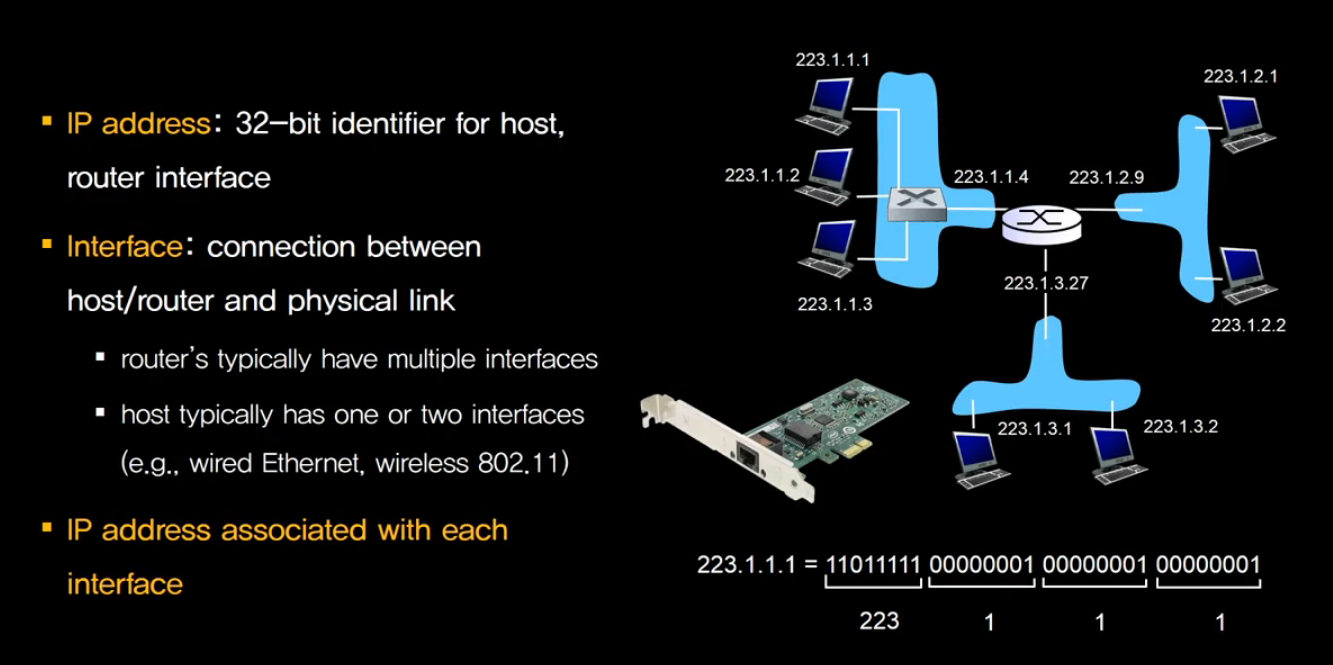 ▪ IP address: 32-bit identifier for host,
router interface
▪ Interface: connection between
host/router and physical link
▪ router's typically have multiple interfaces
▪ host typically has one or two interfaces
(e.g., wired Ethernet, wireless 802.11)
▪ IP address associated with each
interface
223.1.1.1
223.1.2.1
223.1.1.2
223.1.1.4
223.1.2.9
223.1.3.27
223.1.1.3
223.1.2.2
223.1.3.1
223.1.3.2
223.1.1.1 = 11011111 00000001 00000001 00000001
223 1 1 1